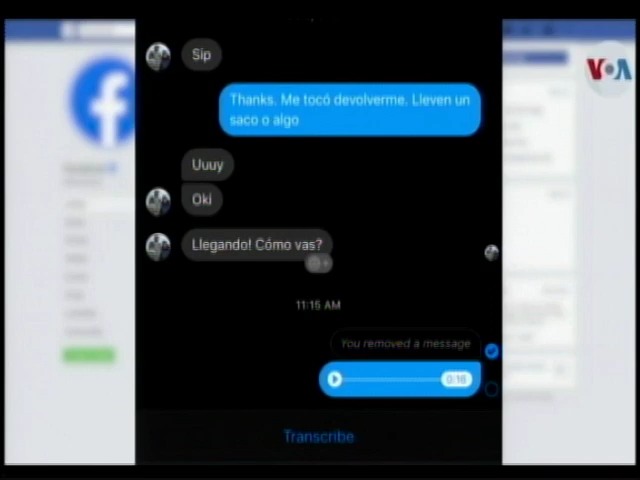 VOA
Sip
Thanks. Me tocó devolverme. Lleven un
saco o algo
Uuuy
Oki
Llegando! Cómo vas?
11:15 AM
You removed a message
0:16
Transcribe